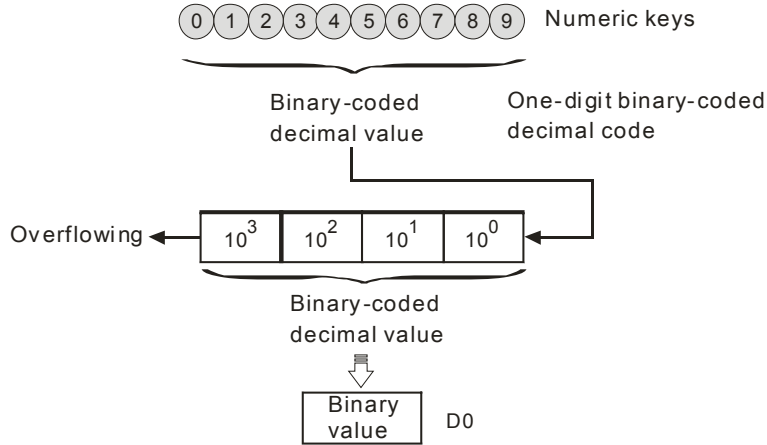 0 1 2 3 4 5 6 7 8 9 Numeric keys
Binary-coded
decimal value
One-digit binary-coded
decimal code
Overflowing
10³ 10² 10¹ 10⁰
Binary-coded
decimal value
Binary
value
D0